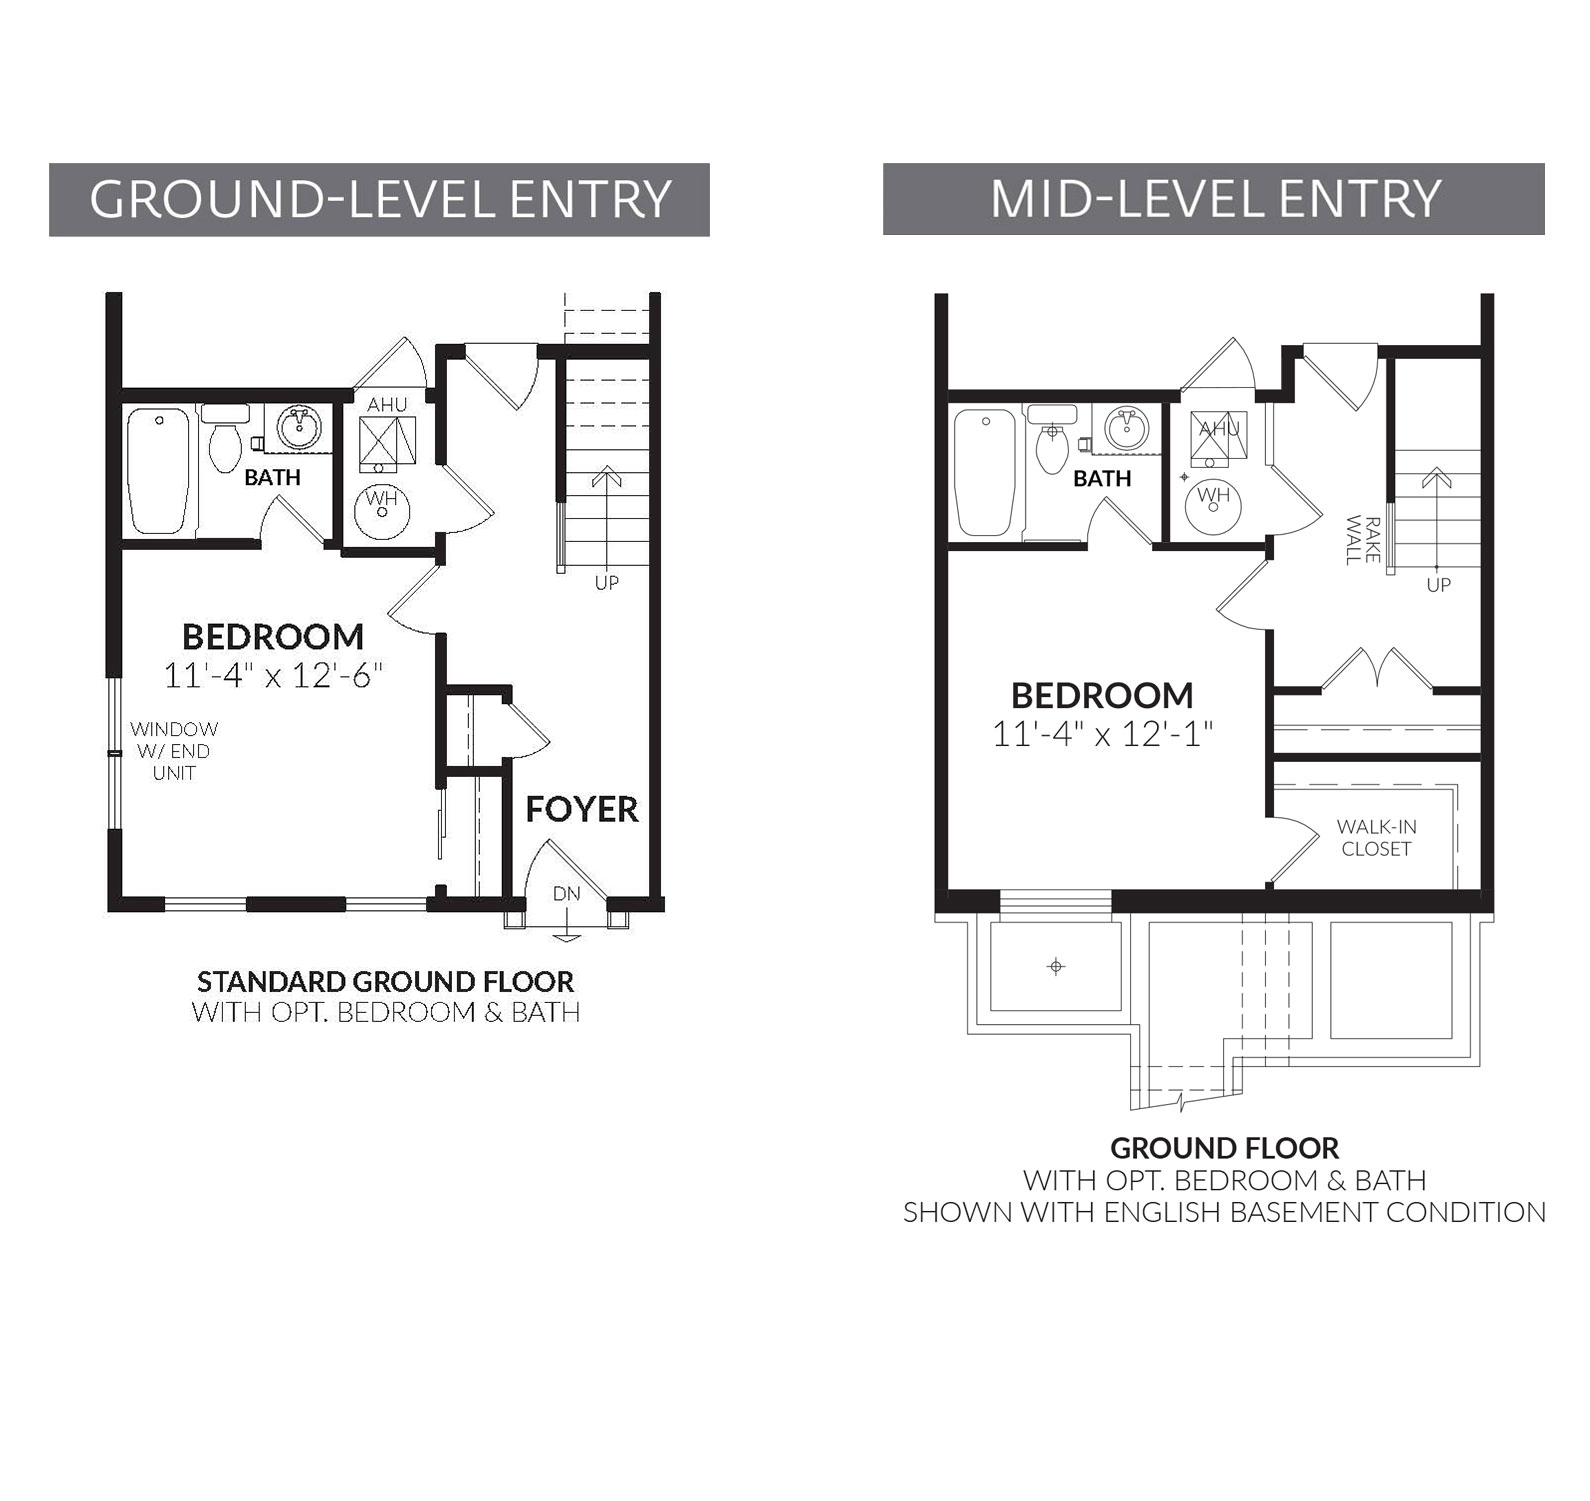 GROUND-LEVEL ENTRY
AHU
BATH
WH
UP
BEDROOM
11'-4" x 12'-6"
WINDOW
W/ END
UNIT
FOYER
DN
STANDARD GROUND FLOOR
WITH OPT. BEDROOM & BATH
MID-LEVEL ENTRY
AHU
BATH
WH
RAKE
WALL
UP
BEDROOM
11'-4" x 12'-1"
WALK-IN
CLOSET
GROUND FLOOR
WITH OPT. BEDROOM & BATH
SHOWN WITH ENGLISH BASEMENT CONDITION